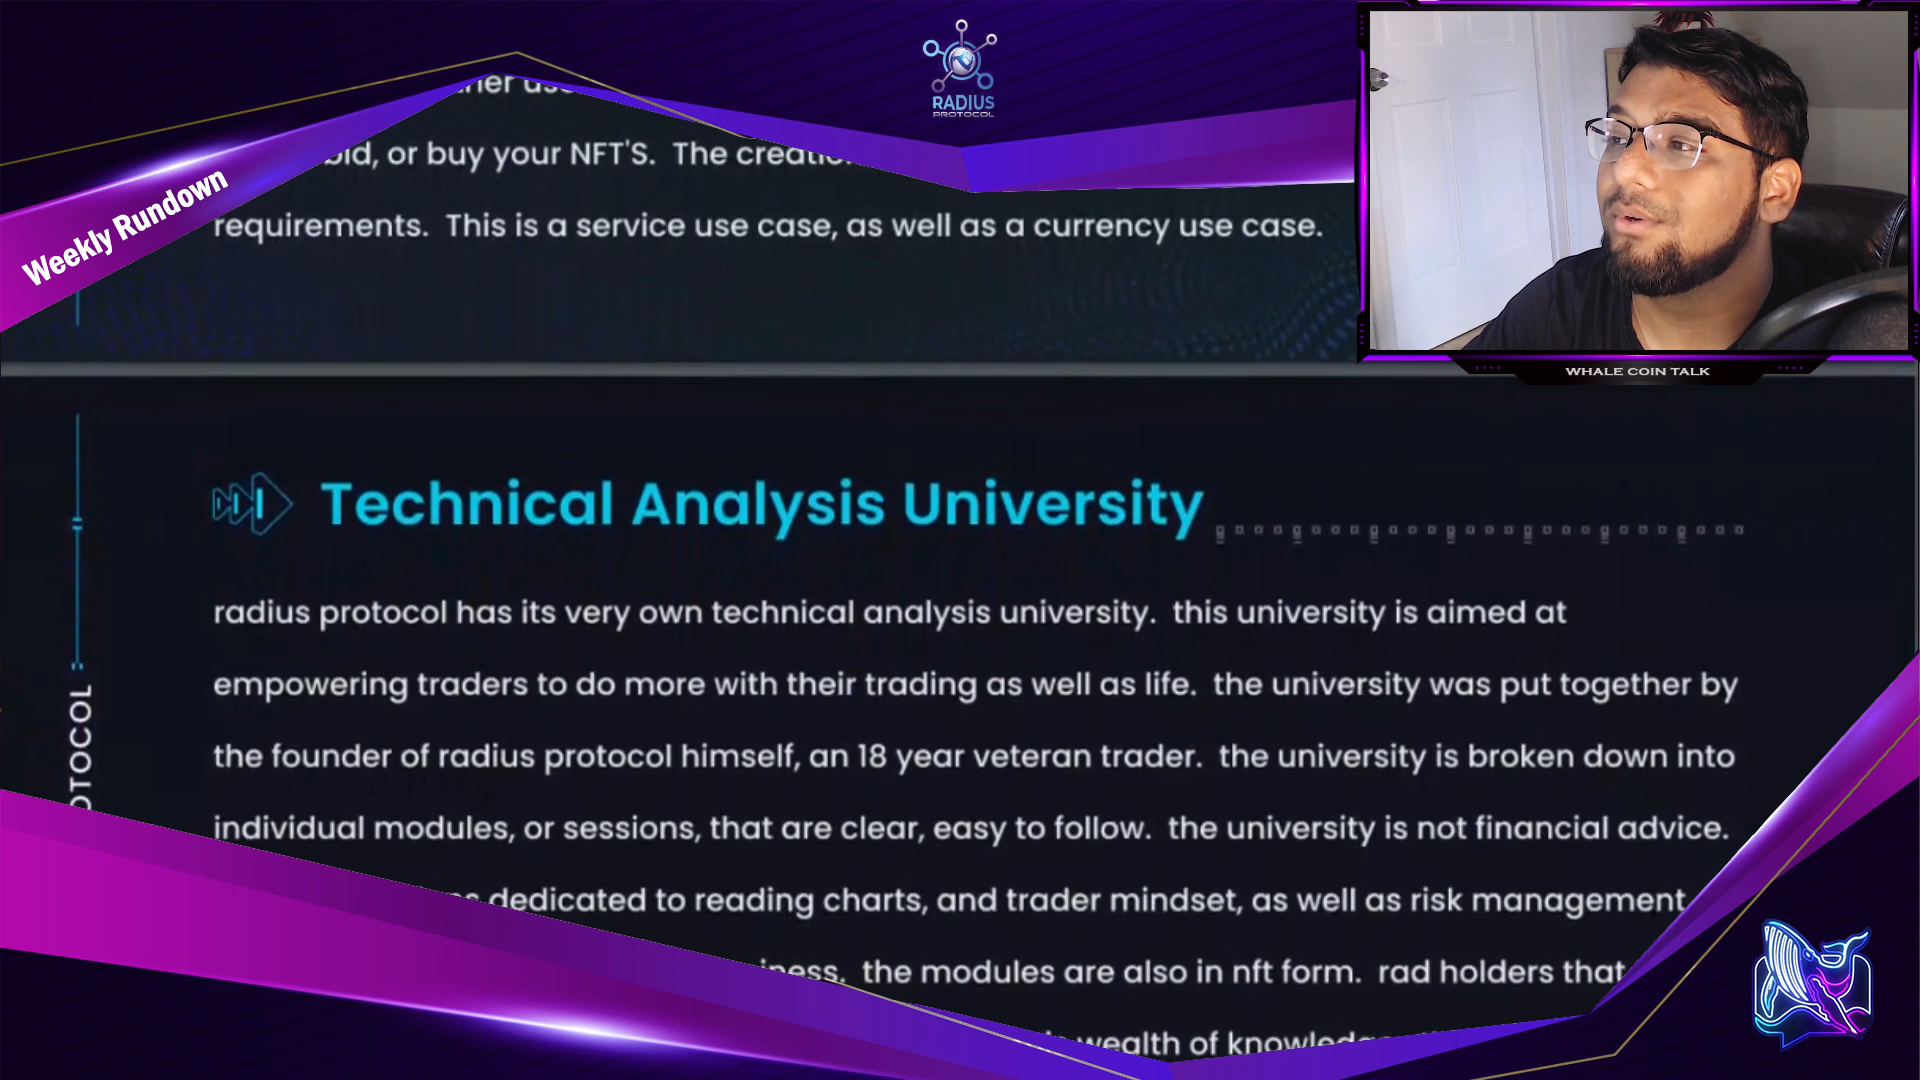 RADIUS
PROTOCOL
bid, or buy your NFT'S. The
requirements. This is a service use case, as well as a currency use case.
Weekly Rundown
WHALE COIN TALK
Technical Analysis University
radius protocol has its very own technical analysis university. this university is aimed at
empowering traders to do more with their trading as well as life. the university was put together by
the founder of radius protocol himself, an 18 year veteran trader. the university is broken down into
individual modules, or sessions, that are clear, easy to follow. the university is not financial advice.
dedicated to reading charts, and trader mindset, as well as risk management
the modules are also in nft form. rad holders that
wealth of